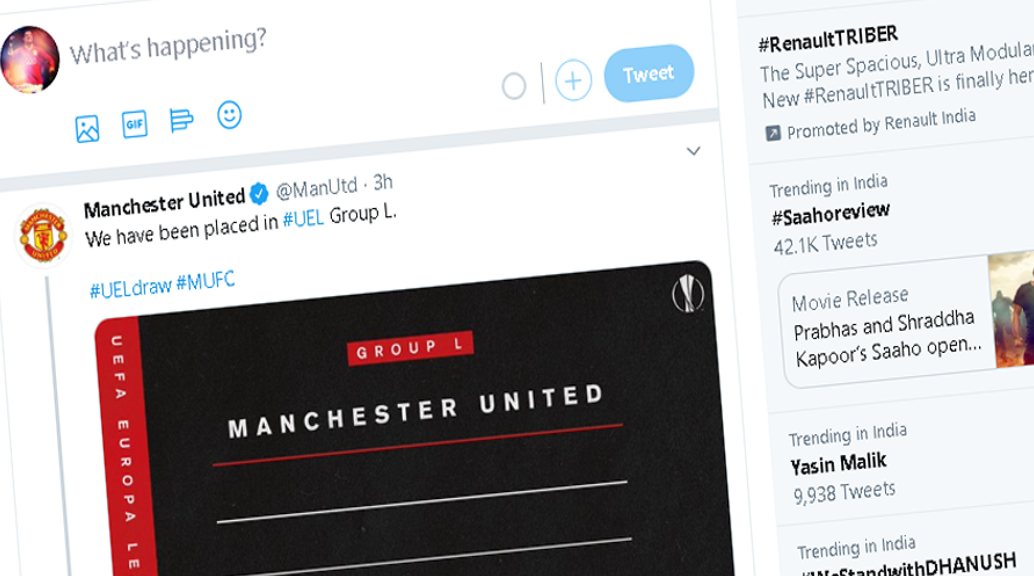 What's happening?
GIF
Tweet
Manchester United @ManUtd · 3h
We have been placed in #UEL Group L.
#UELdraw #MUFC
UEFA EUROPA LE
GROUP L
MANCHESTER UNITED
#RenaultTRIBER
The Super Spacious, Ultra Modular
New #RenaultTRIBER is finally her
Promoted by Renault India
Trending in India
#Saahoreview
42.1K Tweets
Movie Release
Prabhas and Shraddha
Kapoor's Saaho open...
Trending in India
Yasin Malik
9,938 Tweets
Trending in India
#WeStandwithDHANUSH